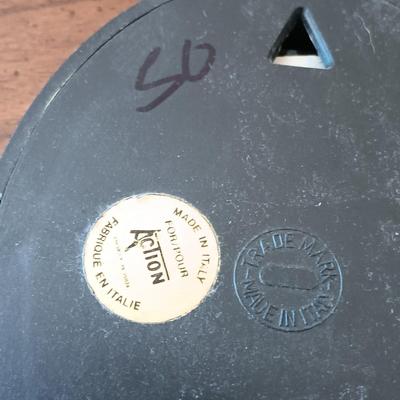 50
MADE IN ITALY
FOR/POUR
ACTION
FABRIQUE EN ITALIE
TRADE MARK
MADE IN ITALY